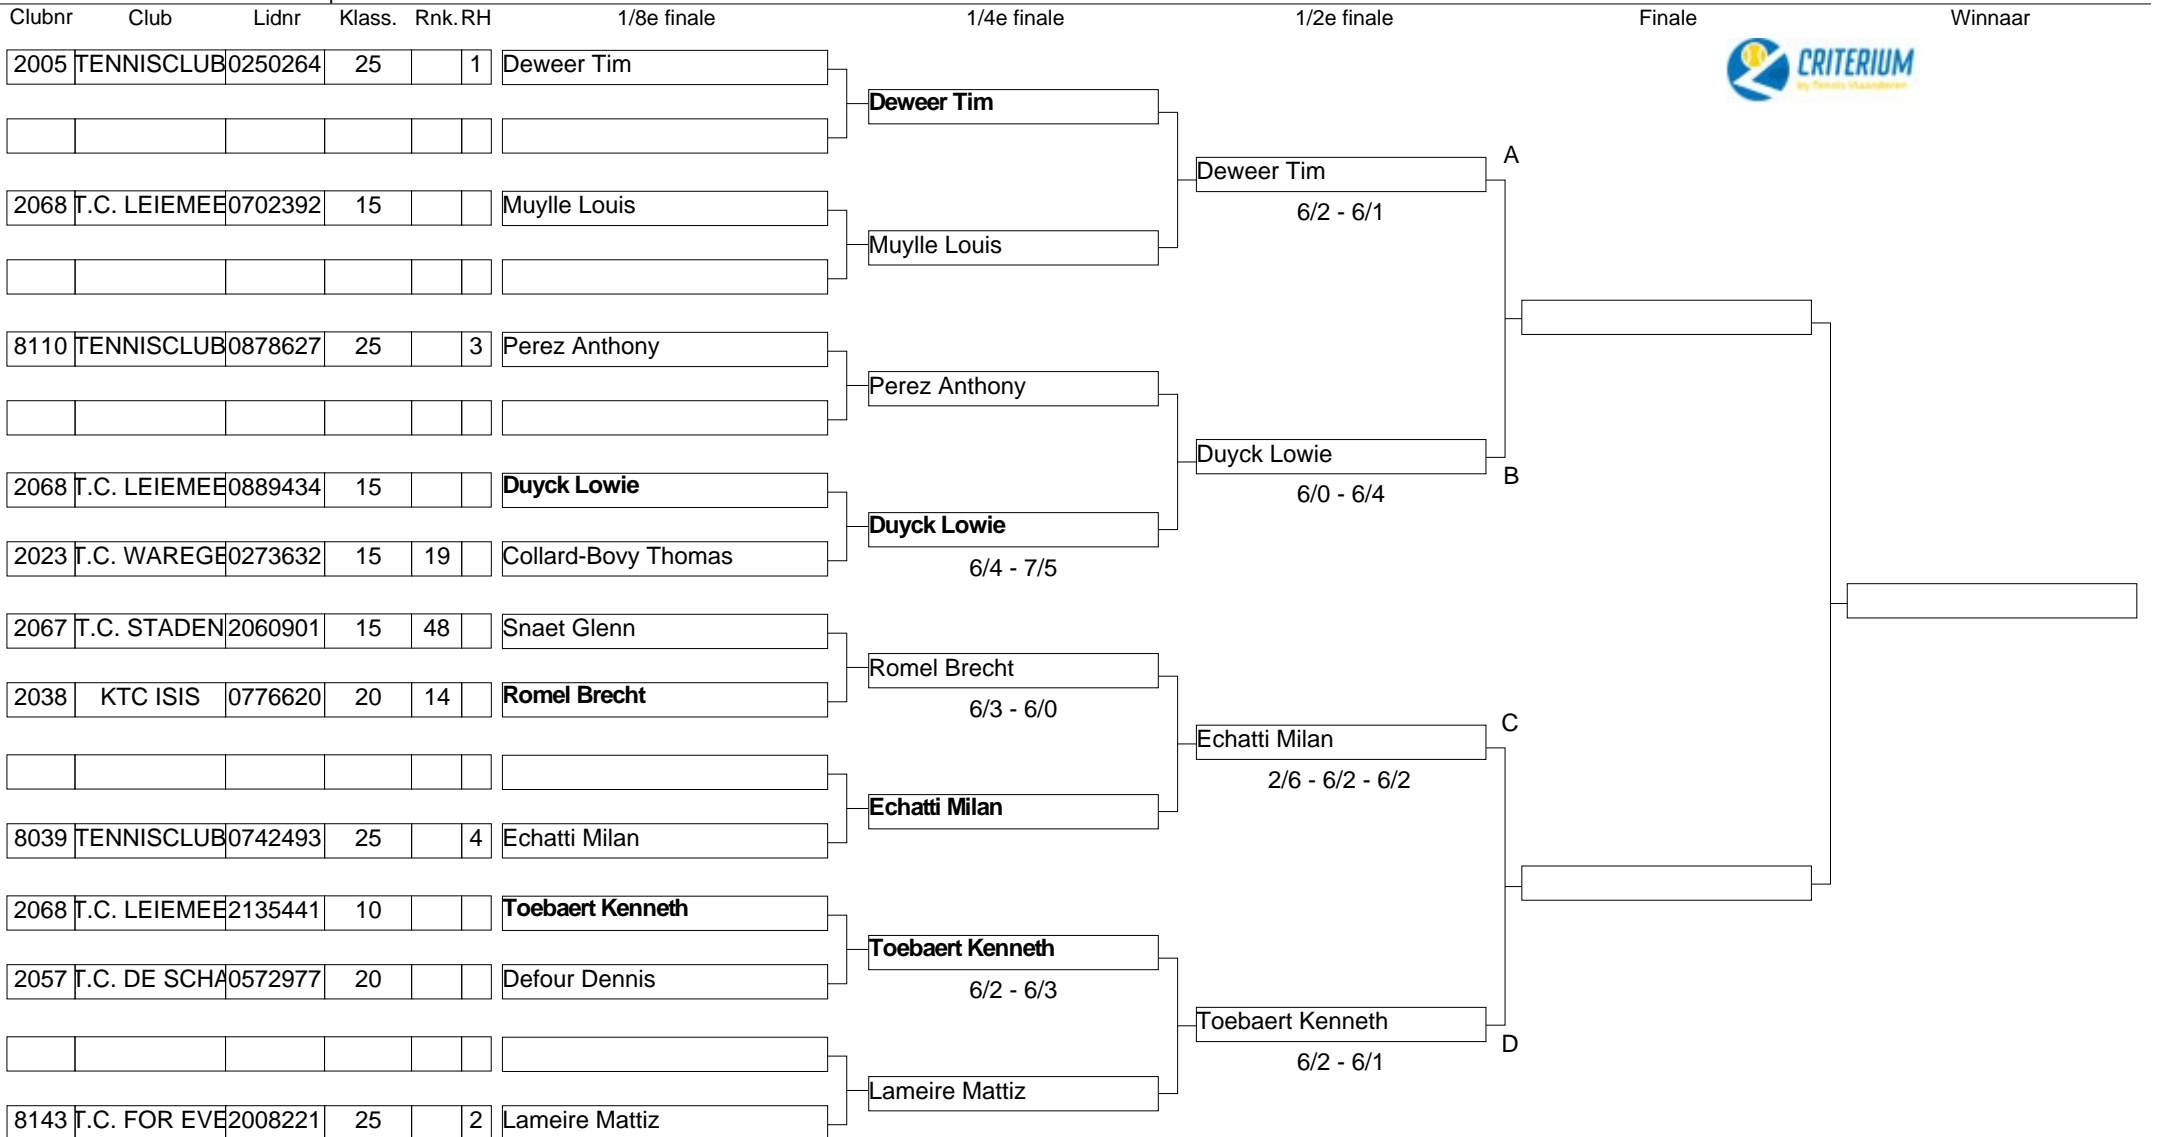 Clubnr Club Lidnr Klass. Rnk. RH 1/8e finale 1/4e finale 1/2e finale Finale Winnaar
CRITERIUM
by Tennis Vlaanderen
2005 TENNISCLUB 0250264 25 1 Deweer Tim
Deweer Tim
A
Deweer Tim
6/2 - 6/1
2068 T.C. LEIEMEE 0702392 15 Muylle Louis
Muylle Louis
8110 TENNISCLUB 0878627 25 3 Perez Anthony
Perez Anthony
Duyck Lowie
B
6/0 - 6/4
2068 T.C. LEIEMEE 0889434 15 Duyck Lowie
Duyck Lowie
6/4 - 7/5
2023 T.C. WAREGE 0273632 15 19 Collard-Bovy Thomas
2067 T.C. STADEN 2060901 15 48 Snaet Glenn
Romel Brecht
6/3 - 6/0
2038 KTC ISIS 0776620 20 14 Romel Brecht
C
Echatti Milan
2/6 - 6/2 - 6/2
Echatti Milan
8039 TENNISCLUB 0742493 25 4 Echatti Milan
2068 T.C. LEIEMEE 2135441 10 Toebaert Kenneth
Toebaert Kenneth
6/2 - 6/3
2057 T.C. DE SCHA 0572977 20 Defour Dennis
Toebaert Kenneth
D
6/2 - 6/1
Lameire Mattiz
8143 T.C. FOR EVE 2008221 25 2 Lameire Mattiz